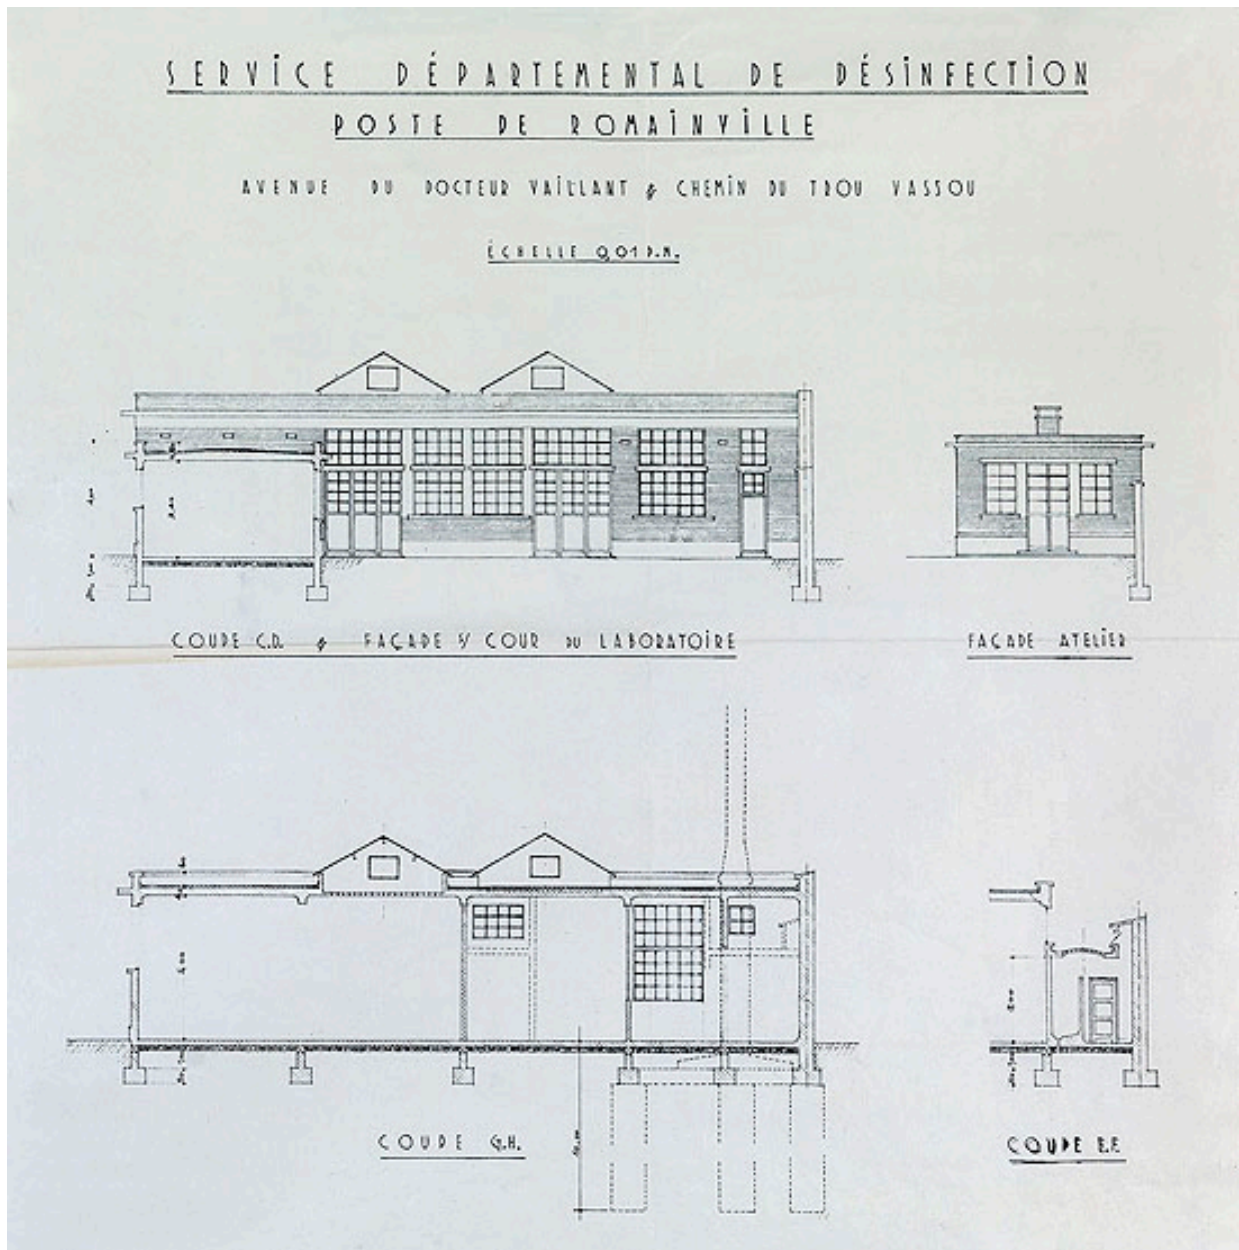 SERVICE DÉPARTEMENTAL DE DÉSINFECTION
POSTE DE ROMAINVILLE
AVENUE DU DOCTEUR VAILLANT & CHEMIN DU TROU VASSOU
ÉCHELLE 0,01 P.M.
COUPE C.D. & FAÇADE S/ COUR DU LABORATOIRE
FAÇADE ATELIER
COUPE G.H.
COUPE E.F.